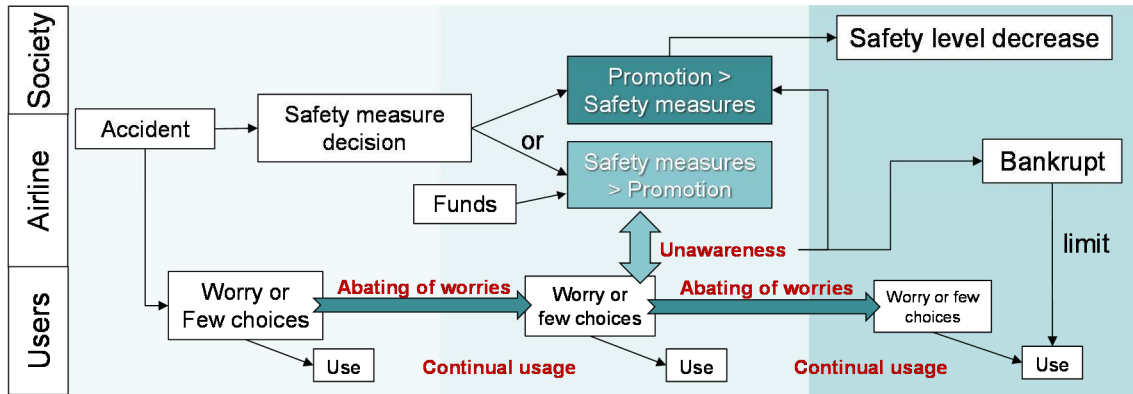 Society
Airline
Users
Accident
Safety measure
decision
or
Promotion >
Safety measures
Safety measures
> Promotion
Funds
Safety level decrease
Bankrupt
limit
Unawareness
Worry or
Few choices
Abating of worries
Worry or
few choices
Abating of worries
Worry or few
choices
Use
Continual usage
Use
Continual usage
Use